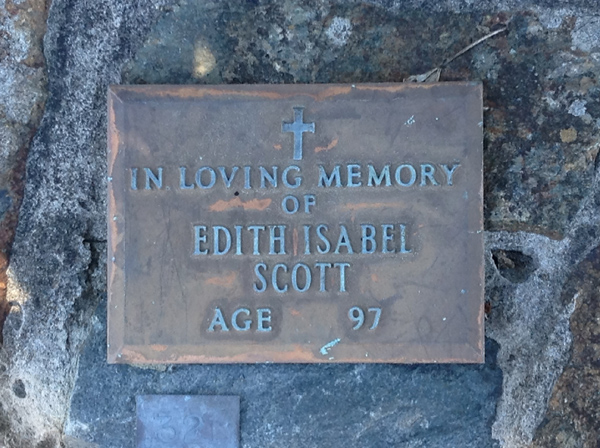 IN LOVING MEMORY
OF
EDITH ISABEL
SCOTT
AGE 97